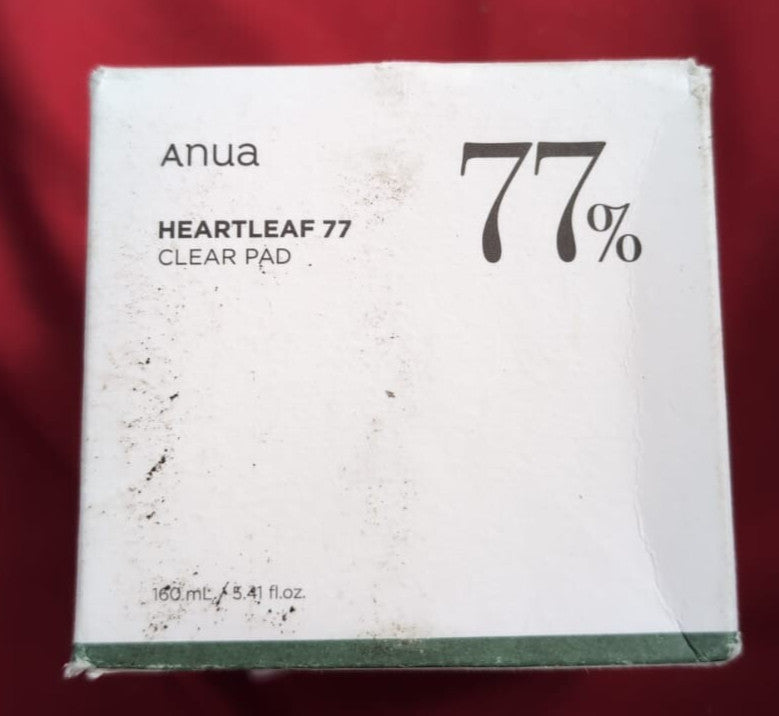 Anua
77%
HEARTLEAF 77
CLEAR PAD
160 mL / 5.41 fl.oz.